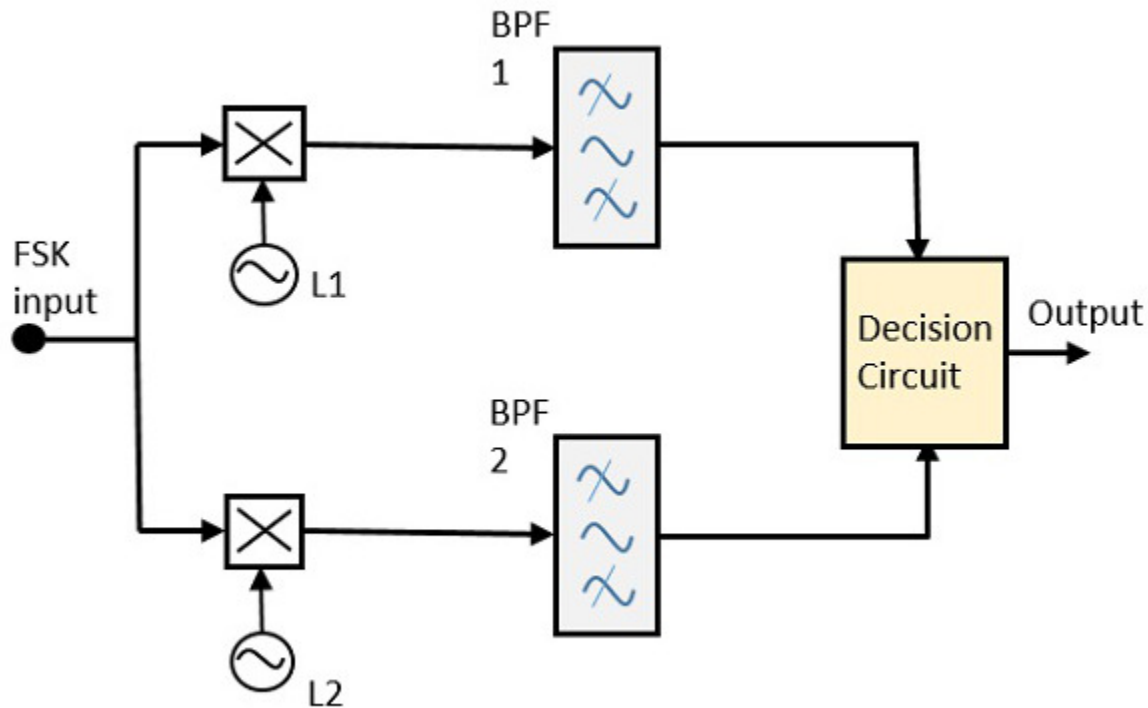 BPF
1
FSK
input
L1
Decision
Circuit
Output
BPF
2
L2